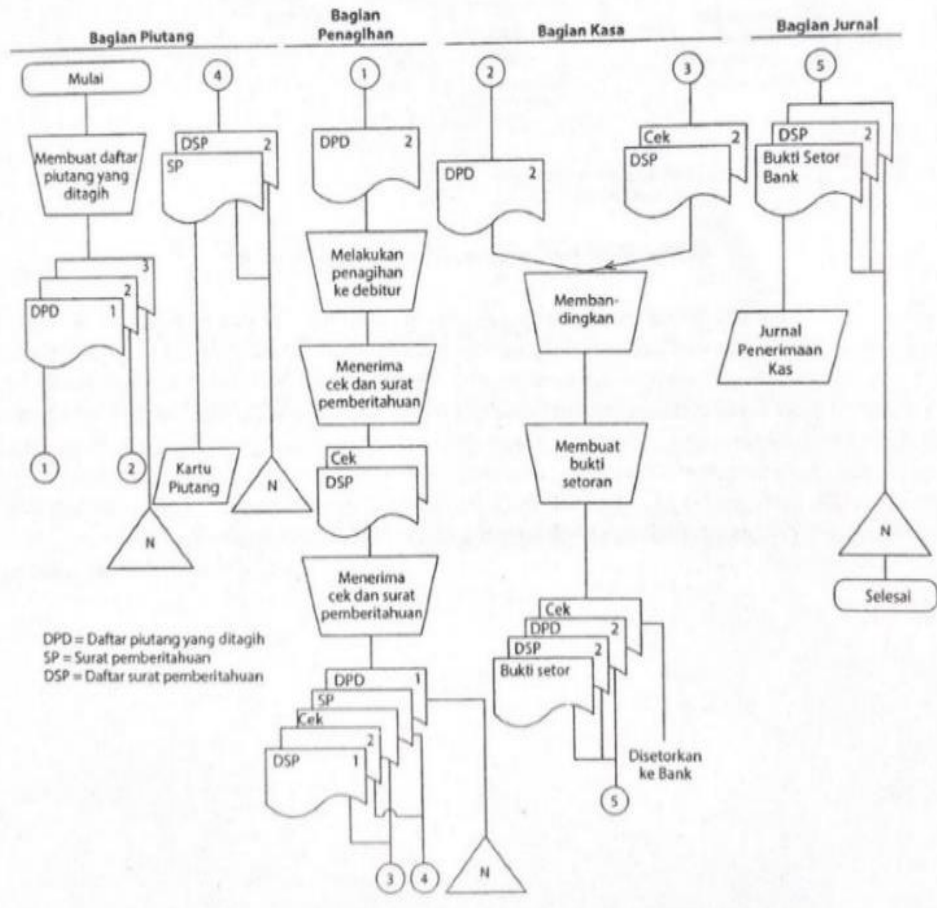 Bagian Piutang
Mulai
Membuat daftar
piutang yang
ditagih
3
2
DPD 1
1
2
N
4
DSP 2
SP
Kartu
Piutang
N
DPD = Daftar piutang yang ditagih
SP = Surat pemberitahuan
DSP = Daftar surat pemberitahuan
Bagian
Penagihan
1
DPD 2
Melakukan
penagihan
ke debitur
Menerima
cek dan surat
pemberitahuan
Cek
DSP
Menerima
cek dan surat
pemberitahuan
DPD 1
SP
Cek
2
DSP 1
3
4
N
Bagian Kasa
2
DPD 2
3
Cek 2
DSP
Memban-
dingkan
Membuat
bukti
setoran
Cek
DPD 2
DSP 2
Bukti setor
Disetorkan
ke Bank
5
Bagian Jurnal
5
DSP 2
Bukti Setor
Bank
Jurnal
Penerimaan
Kas
N
Selesai